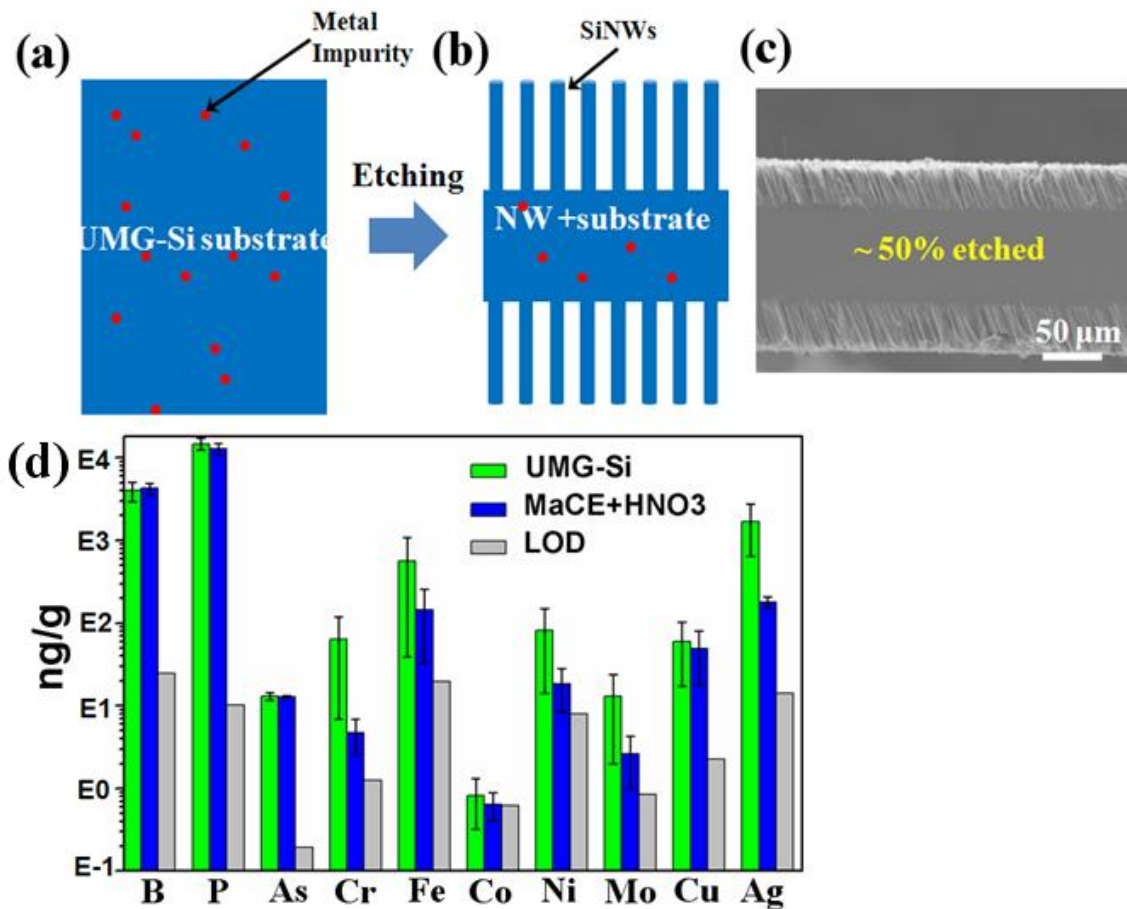 (a)
Metal
Impurity
UMG-Si substrate
Etching
(b)
SiNWs
NW +substrate
(c)
~ 50% etched
50 μm
(d)
ng/g
E4
E3
E2
E1
E0
E-1
UMG-Si
MaCE+HNO3
LOD
B P As Cr Fe Co Ni Mo Cu Ag